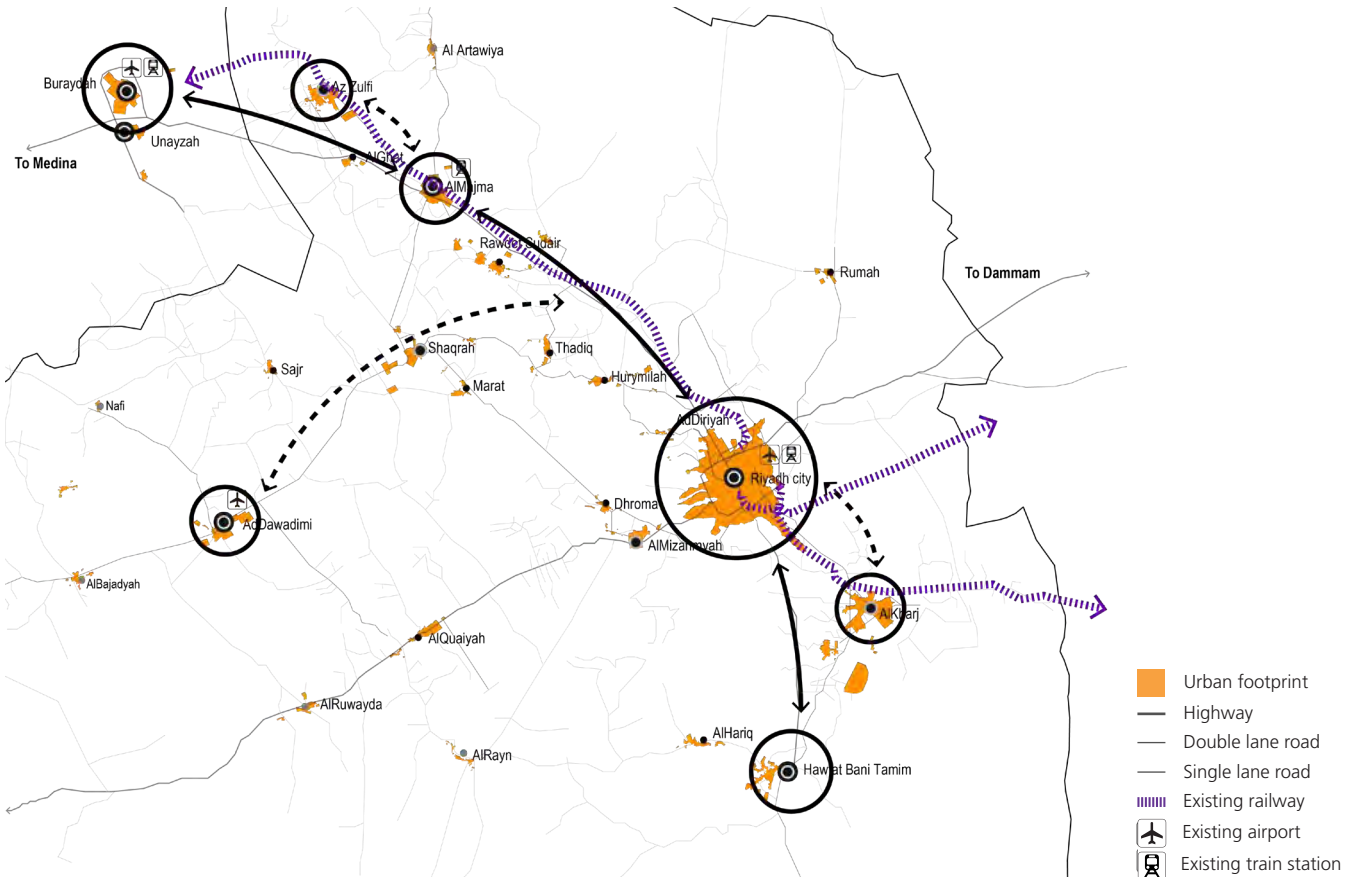 Al Artawiya
Buraydah
Az Zulfi
Unayzah
To Medina
AlGhat
AlMajma
Rawdet Sudair
Rumah
To Dammam
Shaqrah
Thadiq
Sajr
Hurymilah
Marat
Nafi
AdDiriyah
Riyadh city
Dhroma
AdDawadimi
AlMizahmyah
AlBajadyah
AlKharj
AlQuaiyah
AlRuwayda
AlHariq
AlRayn
Hawtat Bani Tamim
Urban footprint
Highway
Double lane road
Single lane road
Existing railway
Existing airport
Existing train station